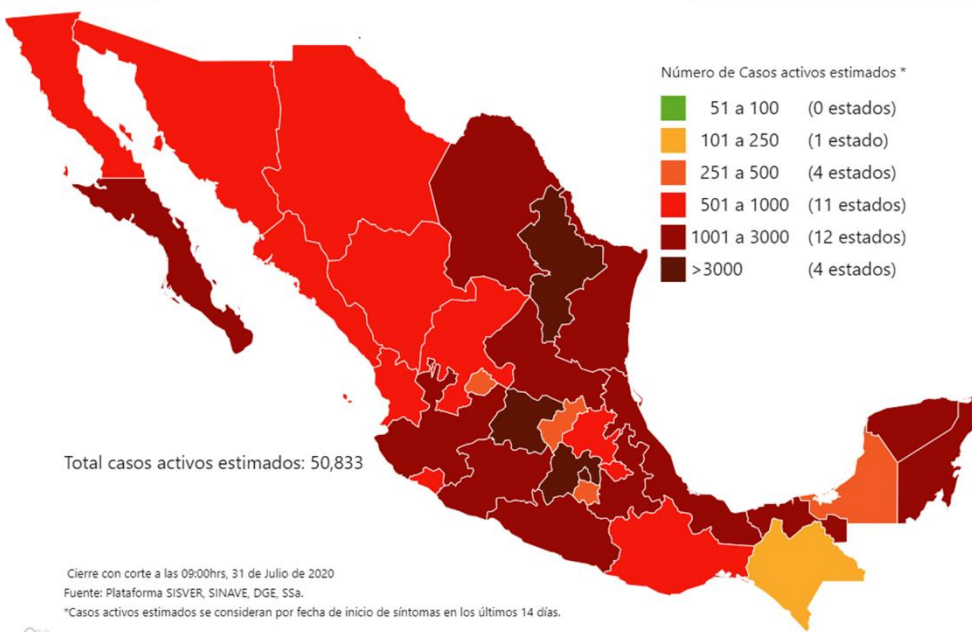 Número de Casos activos estimados *
51 a 100 (0 estados)
101 a 250 (1 estado)
251 a 500 (4 estados)
501 a 1000 (11 estados)
1001 a 3000 (12 estados)
>3000 (4 estados)
Total casos activos estimados: 50,833
Cierre con corte a las 09:00hrs, 31 de Julio de 2020
Fuente: Plataforma SISVER, SINAVE, DGE, SSa.
*Casos activos estimados se consideran por fecha de inicio de síntomas en los últimos 14 días.